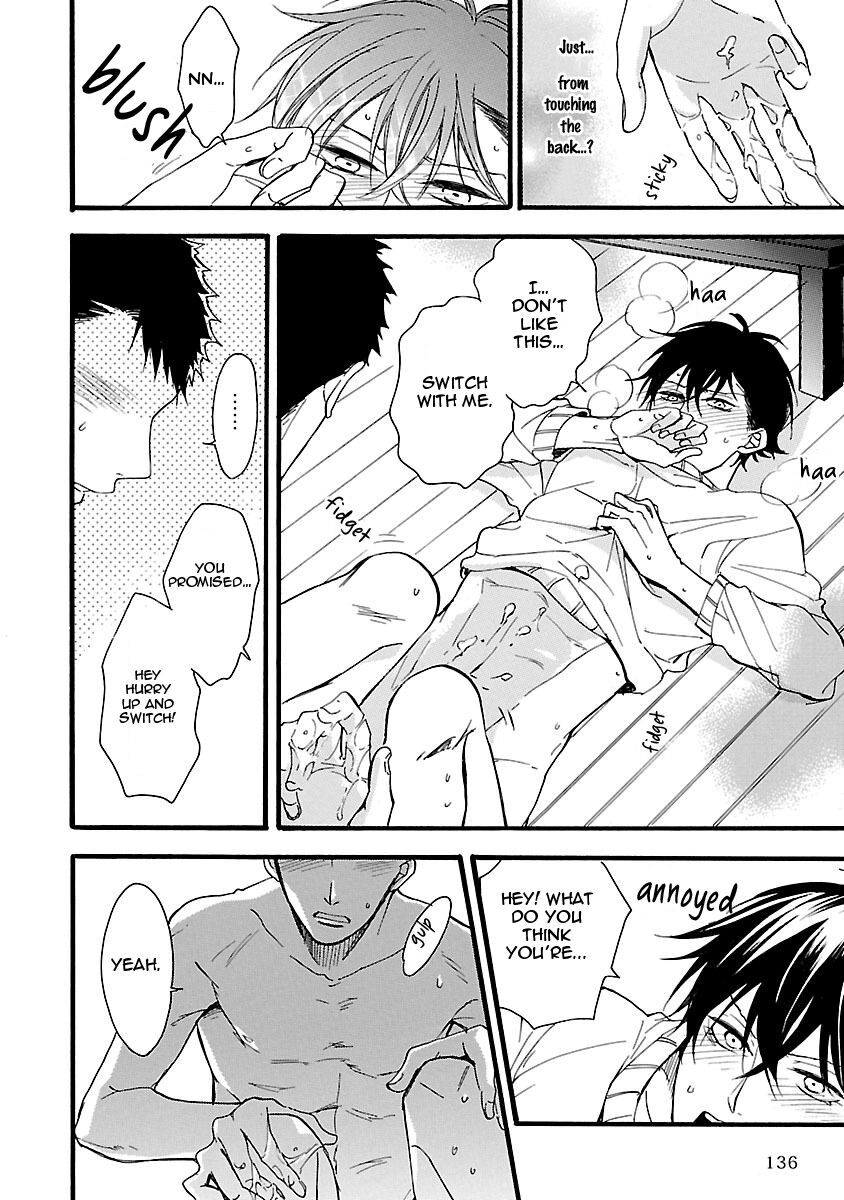 Just...
from
touching
the
back...?
sticky
NN...
blush
I...
DON'T
LIKE
THIS...
SWITCH
WITH ME.
haa
haa
fidget
fidget
......
YOU
PROMISED...
HEY
HURRY
UP AND
SWITCH!
annoyed
HEY! WHAT
DO YOU
THINK
YOU'RE...
gulp
YEAH.
136